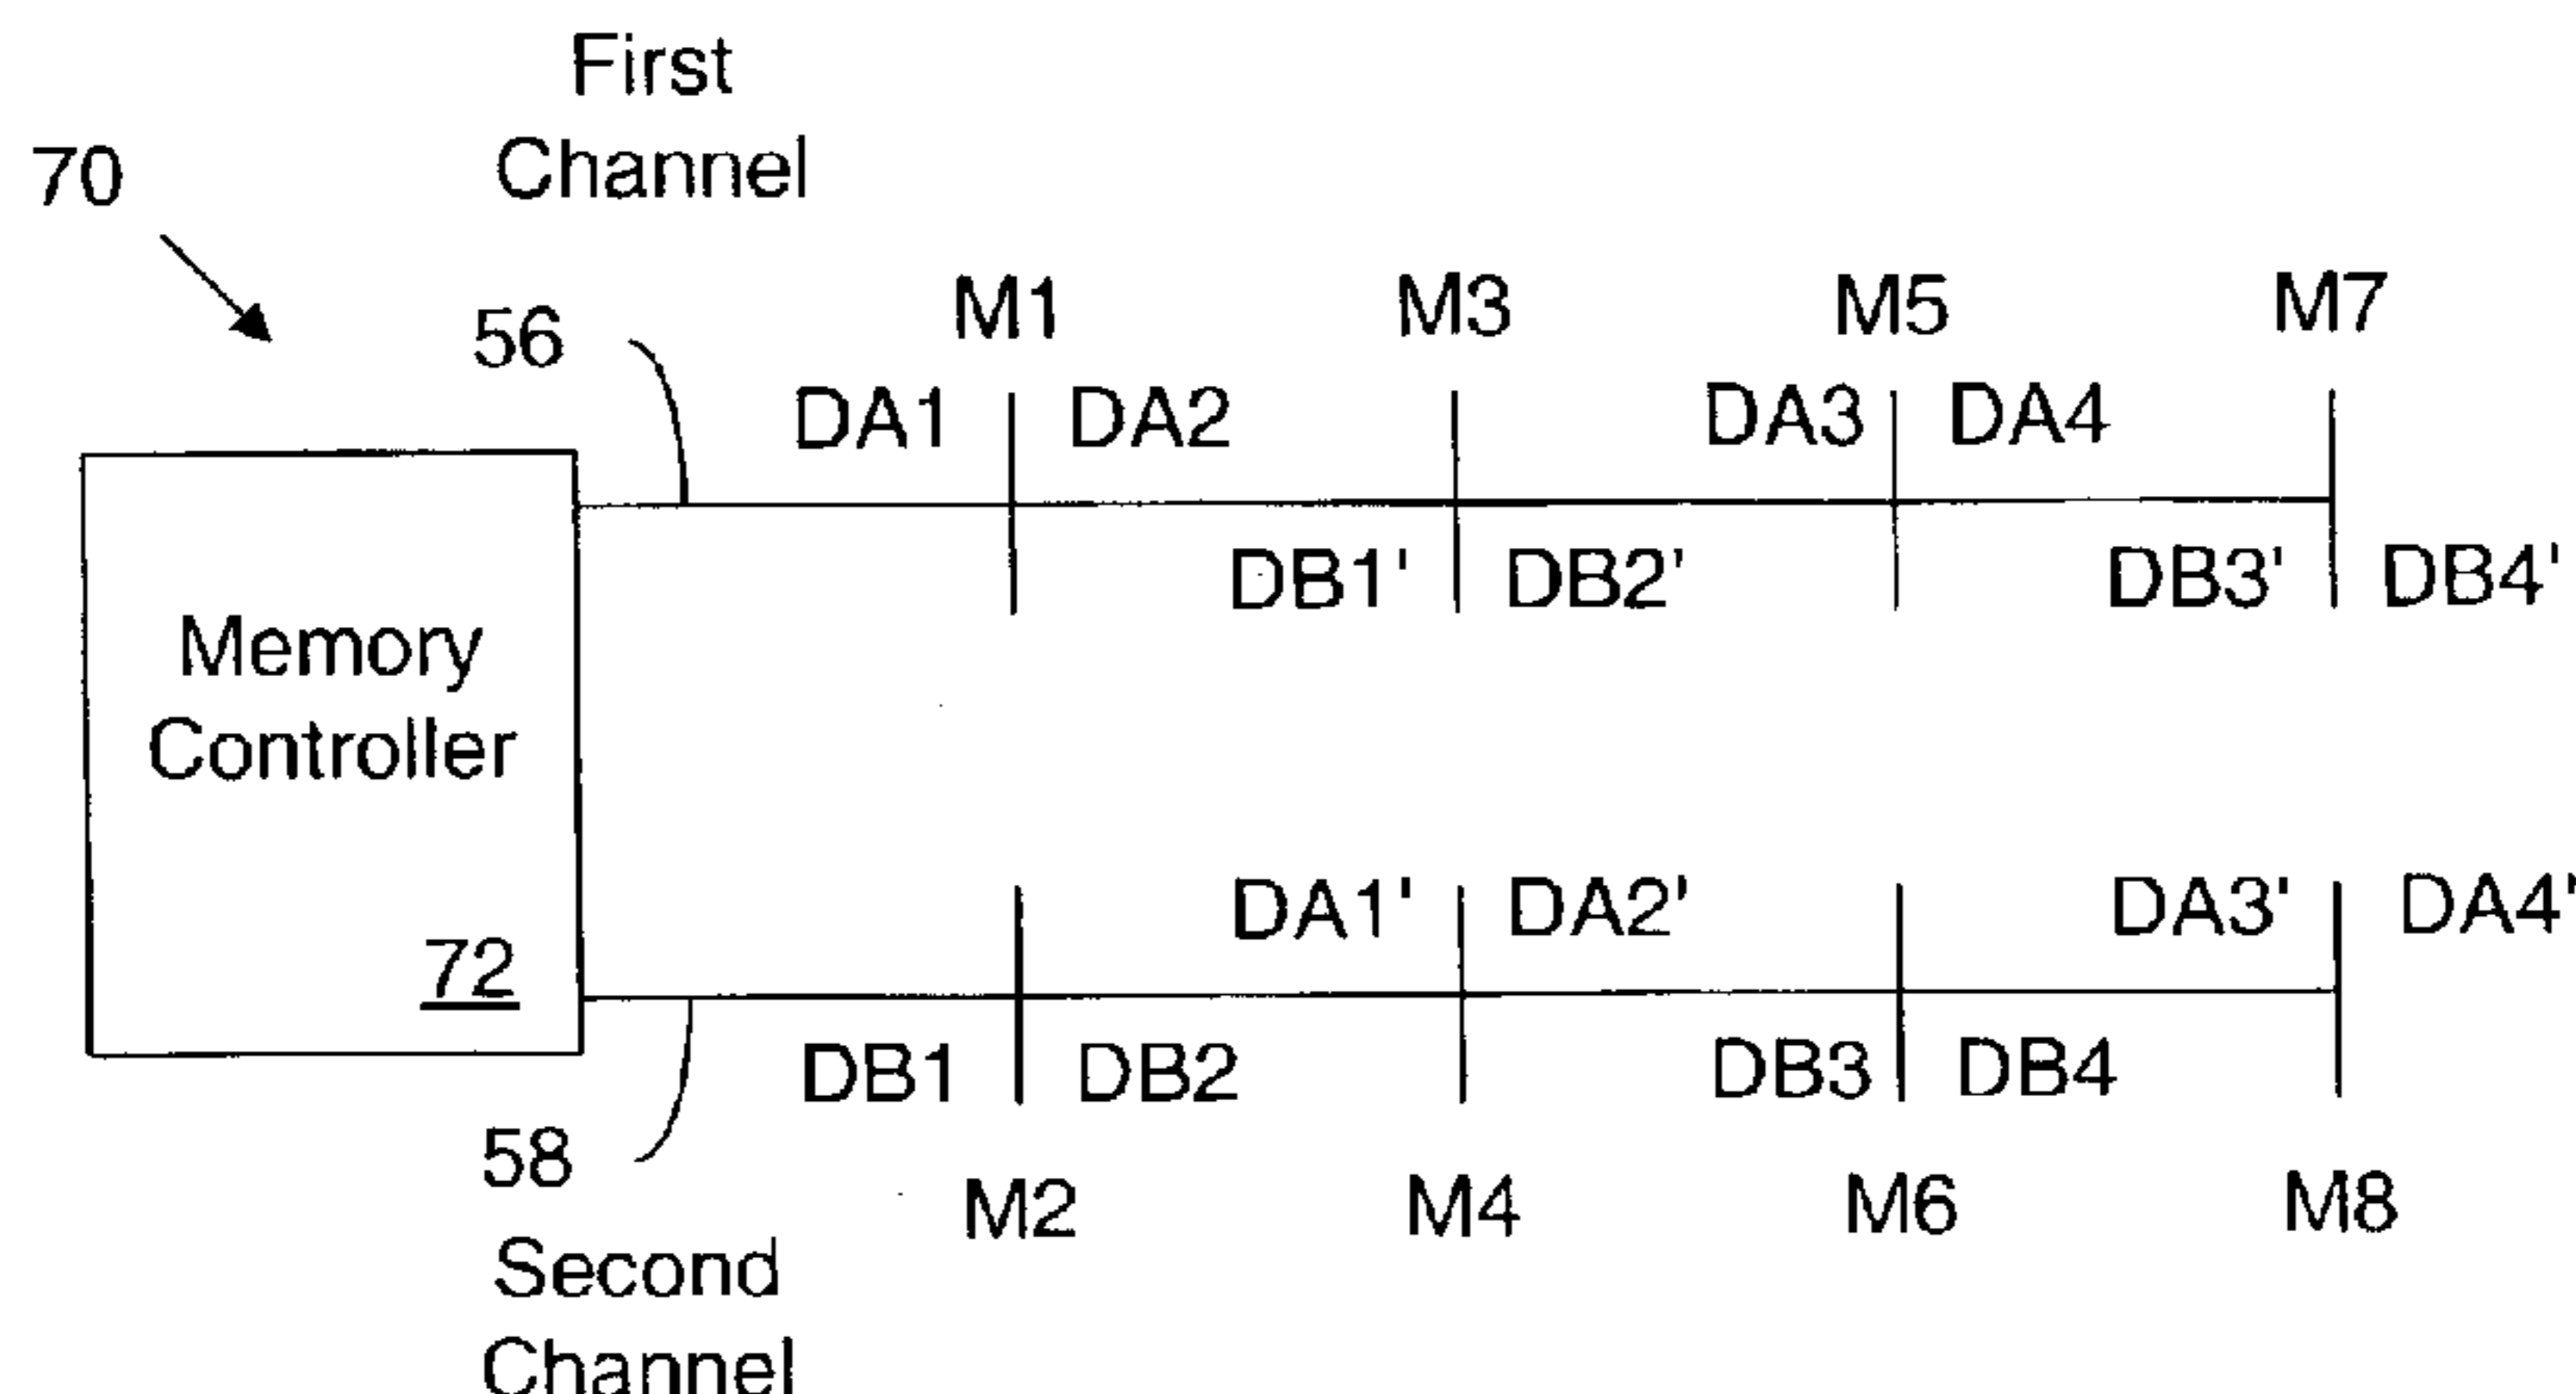 First
Channel
70
56
M1
M3
M5
M7
DA1
DA2
DA3
DA4
DB1'
DB2'
DB3'
DB4'
Memory
Controller
72
DA1'
DA2'
DA3'
DA4'
DB1
DB2
DB3
DB4
58
M2
M4
M6
M8
Second
Channel